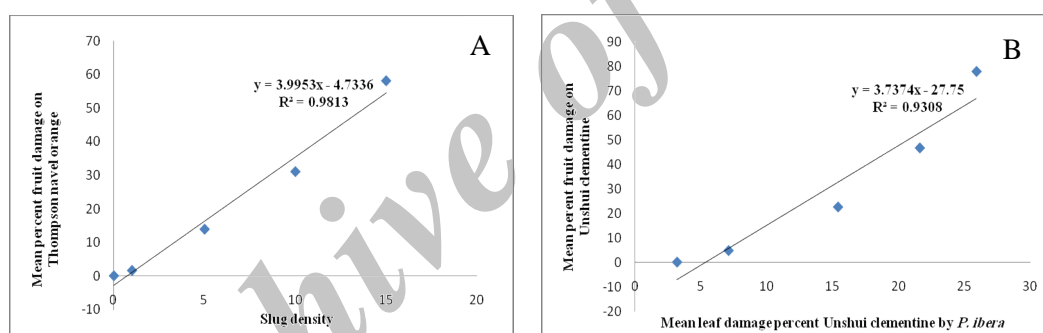 A
70
60
50
40
30
20
10
0
-10
Mean percent fruit damage on
Thompson navel orange
y = 3.9953x - 4.7336
R² = 0.9813
0 5 10 15 20
Slug density
B
90
80
70
60
50
40
30
20
10
0
-10
-20
Mean perent fruit damage on
Unshui clementine
y = 3.7374x - 27.75
R² = 0.9308
0 5 10 15 20 25 30
Mean leaf damage percent Unshui clementine by P. ibera
hive of